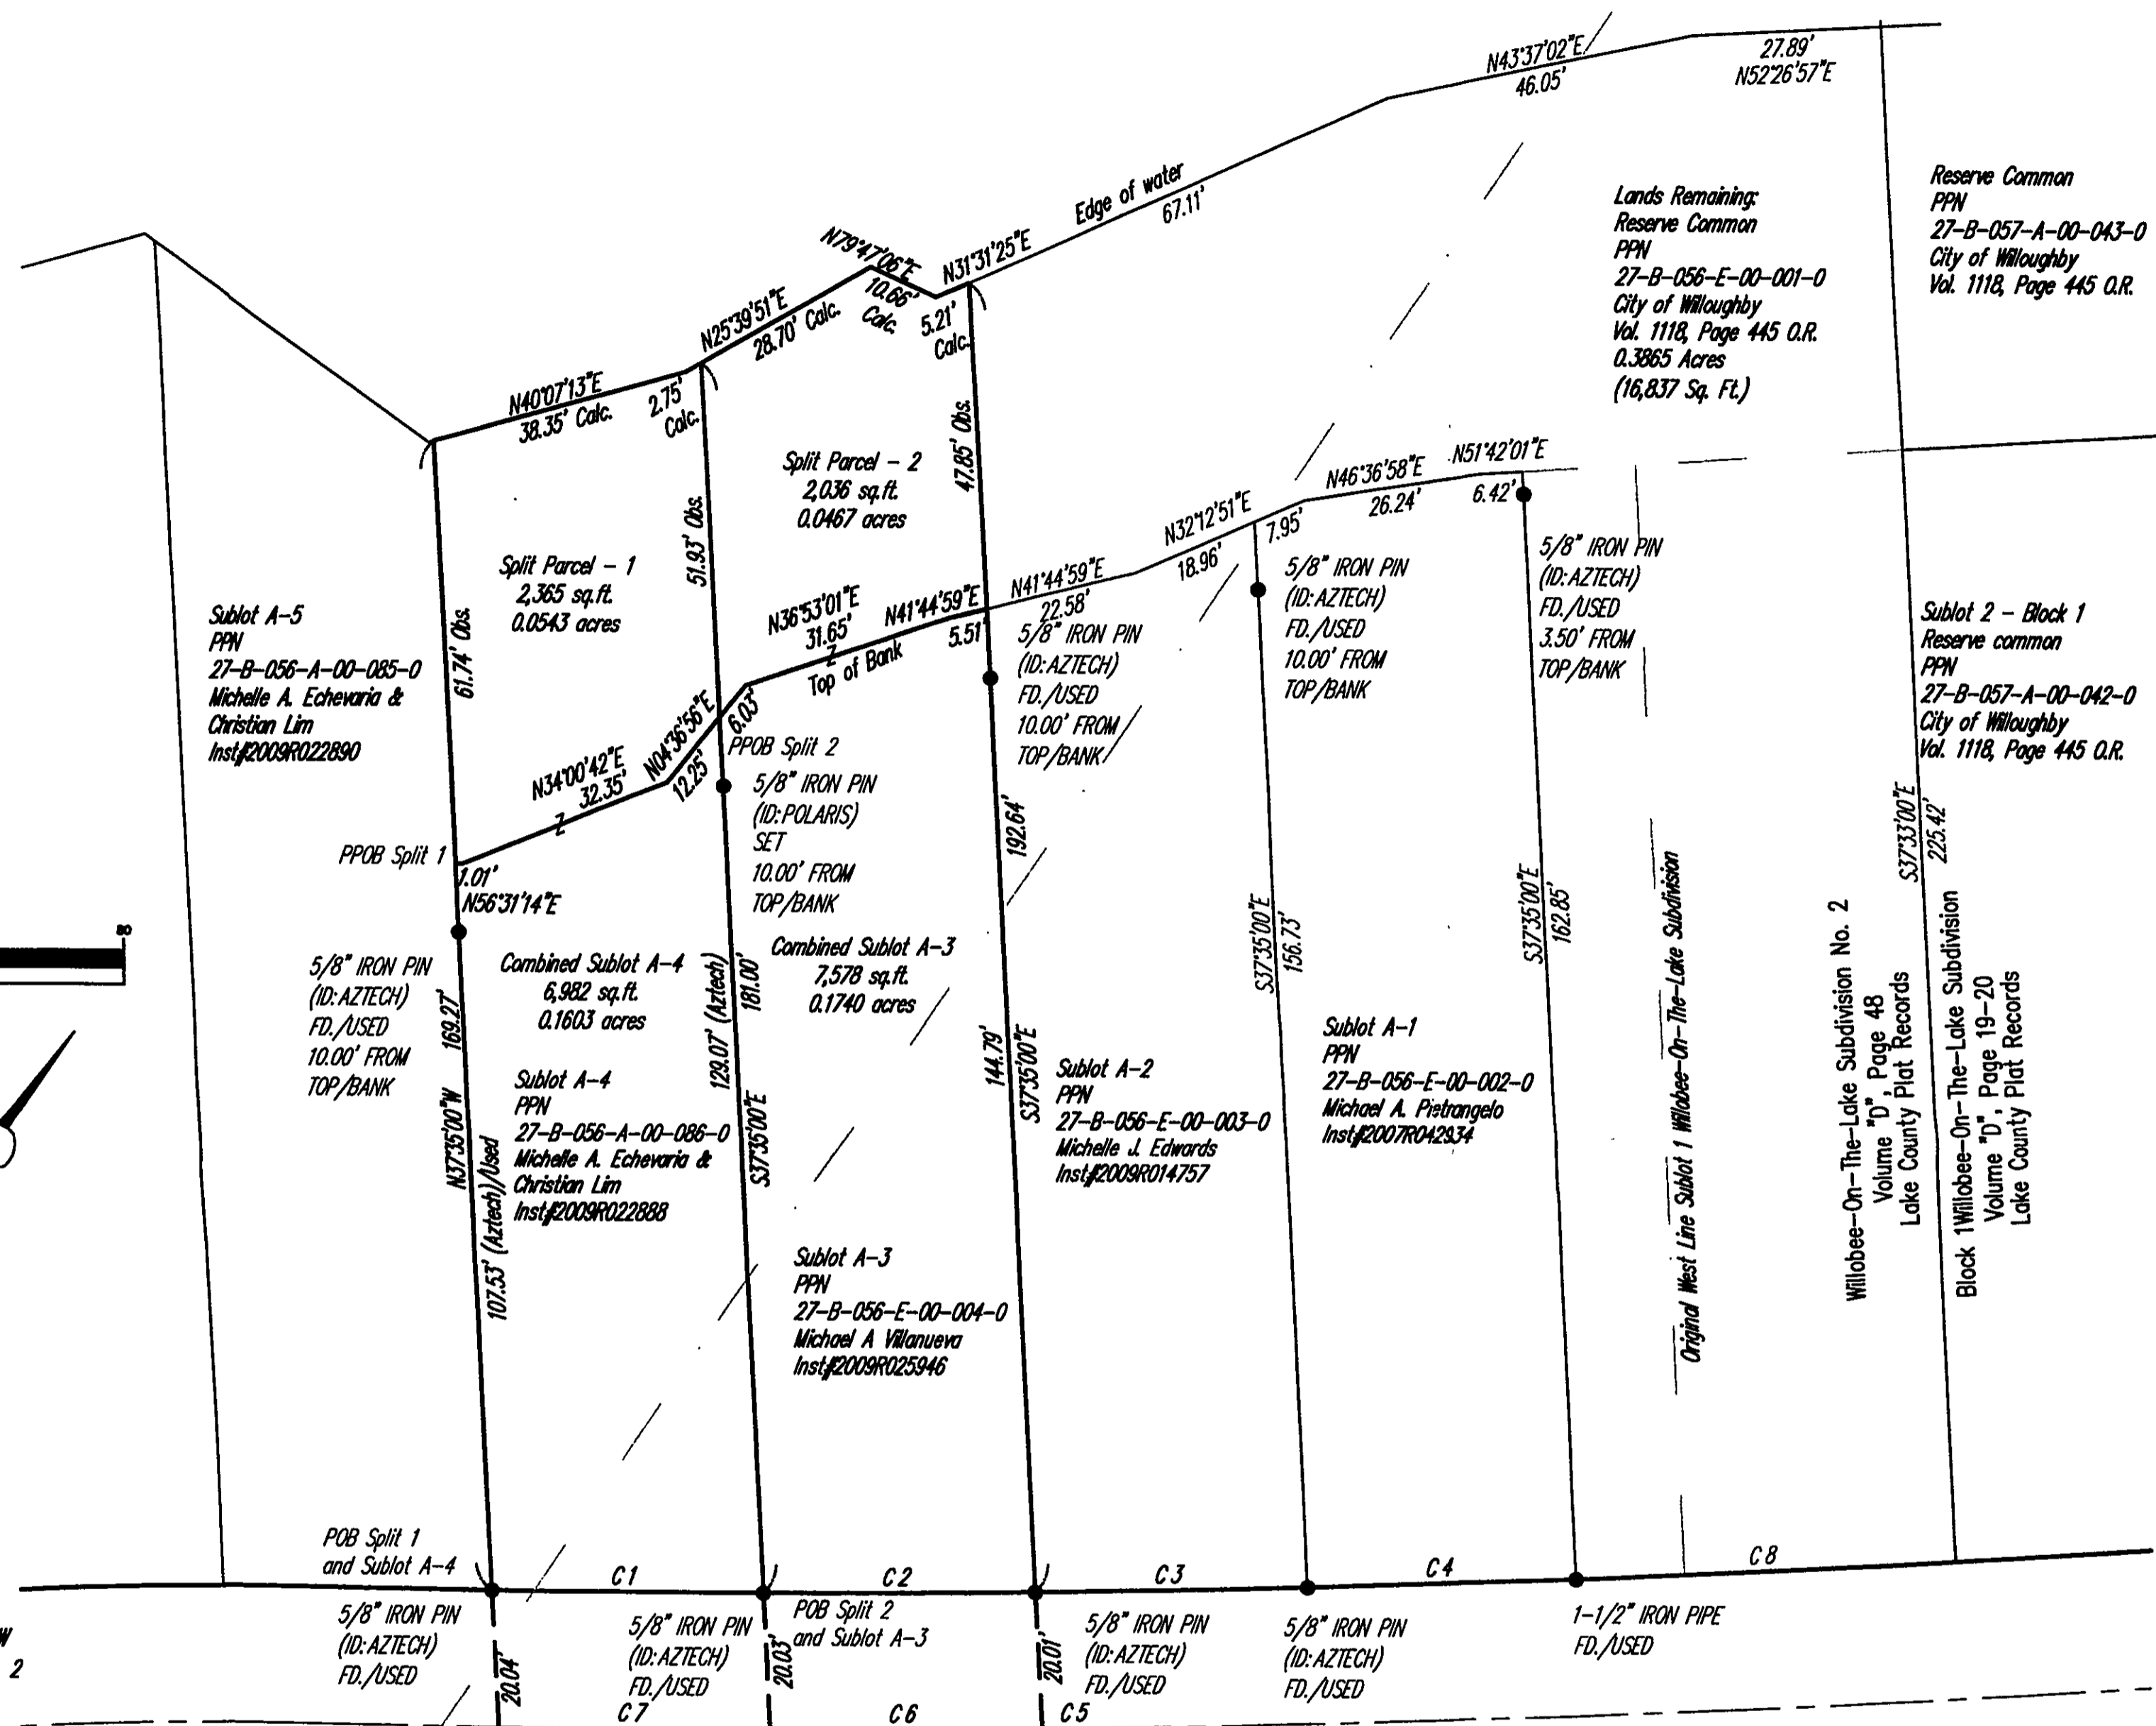 N43°37'02"E
46.05'
27.89'
N52°26'57"E
Edge of water
67.11'
N79°47'06"E
10.66'
Calc.
N31°31'25"E
5.21'
Calc.
N25°39'51"E
28.70' Calc.
N40°07'13"E
38.35' Calc.
2.75'
Calc.
Lands Remaining:
Reserve Common
PPN
27-B-056-E-00-001-0
City of Willoughby
Vol. 1118, Page 445 O.R.
0.3865 Acres
(16,837 Sq. Ft.)
Reserve Common
PPN
27-B-057-A-00-043-0
City of Willoughby
Vol. 1118, Page 445 O.R.
Split Parcel - 2
2,036 sq.ft.
0.0467 acres
47.85' Obs.
51.93' Obs.
61.74' Obs.
Split Parcel - 1
2,365 sq.ft.
0.0543 acres
Sublot A-5
PPN
27-B-056-A-00-085-0
Michelle A. Echevaria &
Christian Lim
Inst#2009R022890
N36°53'01"E
31.65'
Z
Top of Bank
N41°44'59"E
5.51'
N41°44'59"E
22.58'
N32°12'51"E
18.96'
7.95'
N46°36'58"E
26.24'
N51°42'01"E
6.42'
5/8" IRON PIN
(ID:AZTECH)
FD./USED
10.00' FROM
TOP/BANK
5/8" IRON PIN
(ID:AZTECH)
FD./USED
10.00' FROM
TOP/BANK
5/8" IRON PIN
(ID:AZTECH)
FD./USED
3.50' FROM
TOP/BANK
Sublot 2 - Block 1
Reserve common
PPN
27-B-057-A-00-042-0
City of Willoughby
Vol. 1118, Page 445 O.R.
N04°36'56"E
12.25'
6.03'
PPOB Split 2
5/8" IRON PIN
(ID:POLARIS)
SET
10.00' FROM
TOP/BANK
N34°00'42"E
32.35'
Z
PPOB Split 1
1.01'
N56°31'14"E
80
5/8" IRON PIN
(ID:AZTECH)
FD./USED
10.00' FROM
TOP/BANK
Combined Sublot A-4
6,982 sq.ft.
0.1603 acres
Combined Sublot A-3
7,578 sq.ft.
0.1740 acres
N37°35'00"W 169.27'
107.53' (Aztech)/Used
129.07' (Aztech)
181.00'
S37°35'00"E
192.64'
144.79'
S37°35'00"E
S37°35'00"E
156.73'
S37°35'00"E
162.85'
S37°33'00"E
225.42'
Sublot A-4
PPN
27-B-056-A-00-086-0
Michelle A. Echevaria &
Christian Lim
Inst#2009R022888
Sublot A-3
PPN
27-B-056-E-00-004-0
Michael A Villanueva
Inst#2009R025946
Sublot A-2
PPN
27-B-056-E-00-003-0
Michelle J. Edwards
Inst#2009R014757
Sublot A-1
PPN
27-B-056-E-00-002-0
Michael A. Pietrangelo
Inst#2007R042934
Original West Line Sublot 1 Willobee-On-The-Lake Subdivision
Willobee-On-The-Lake Subdivision No. 2
Volume "D", Page 48
Lake County Plat Records
Block 1Willobee-On-The-Lake Subdivision
Volume "D", Page 19-20
Lake County Plat Records
POB Split 1
and Sublot A-4
C1
C2
C3
C4
C8
5/8" IRON PIN
(ID:AZTECH)
FD./USED
20.04'
5/8" IRON PIN
(ID:AZTECH)
FD./USED
POB Split 2
and Sublot A-3
20.03'
20.01'
5/8" IRON PIN
(ID:AZTECH)
FD./USED
5/8" IRON PIN
(ID:AZTECH)
FD./USED
1-1/2" IRON PIPE
FD./USED
W
2
C7
C6
C5